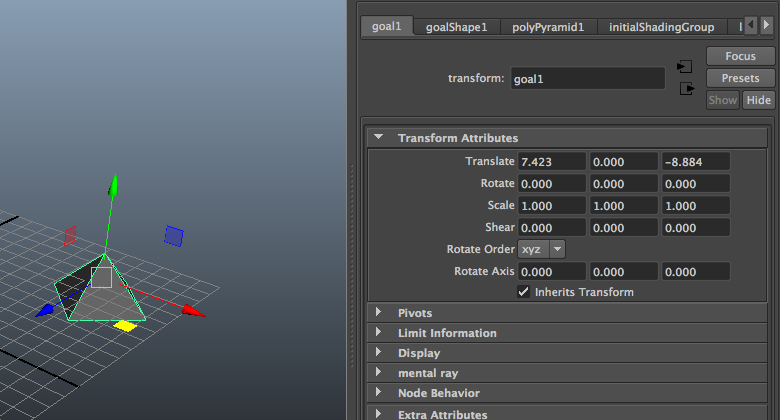 goal1 goalShape1 polyPyramid1 initialShadingGroup
Focus
transform: goal1
Presets
Show Hide
Transform Attributes
Translate 7.423 0.000 -8.884
Rotate 0.000 0.000 0.000
Scale 1.000 1.000 1.000
Shear 0.000 0.000 0.000
Rotate Order xyz
Rotate Axis 0.000 0.000 0.000
Inherits Transform
Pivots
Limit Information
Display
mental ray
Node Behavior
Extra Attributes